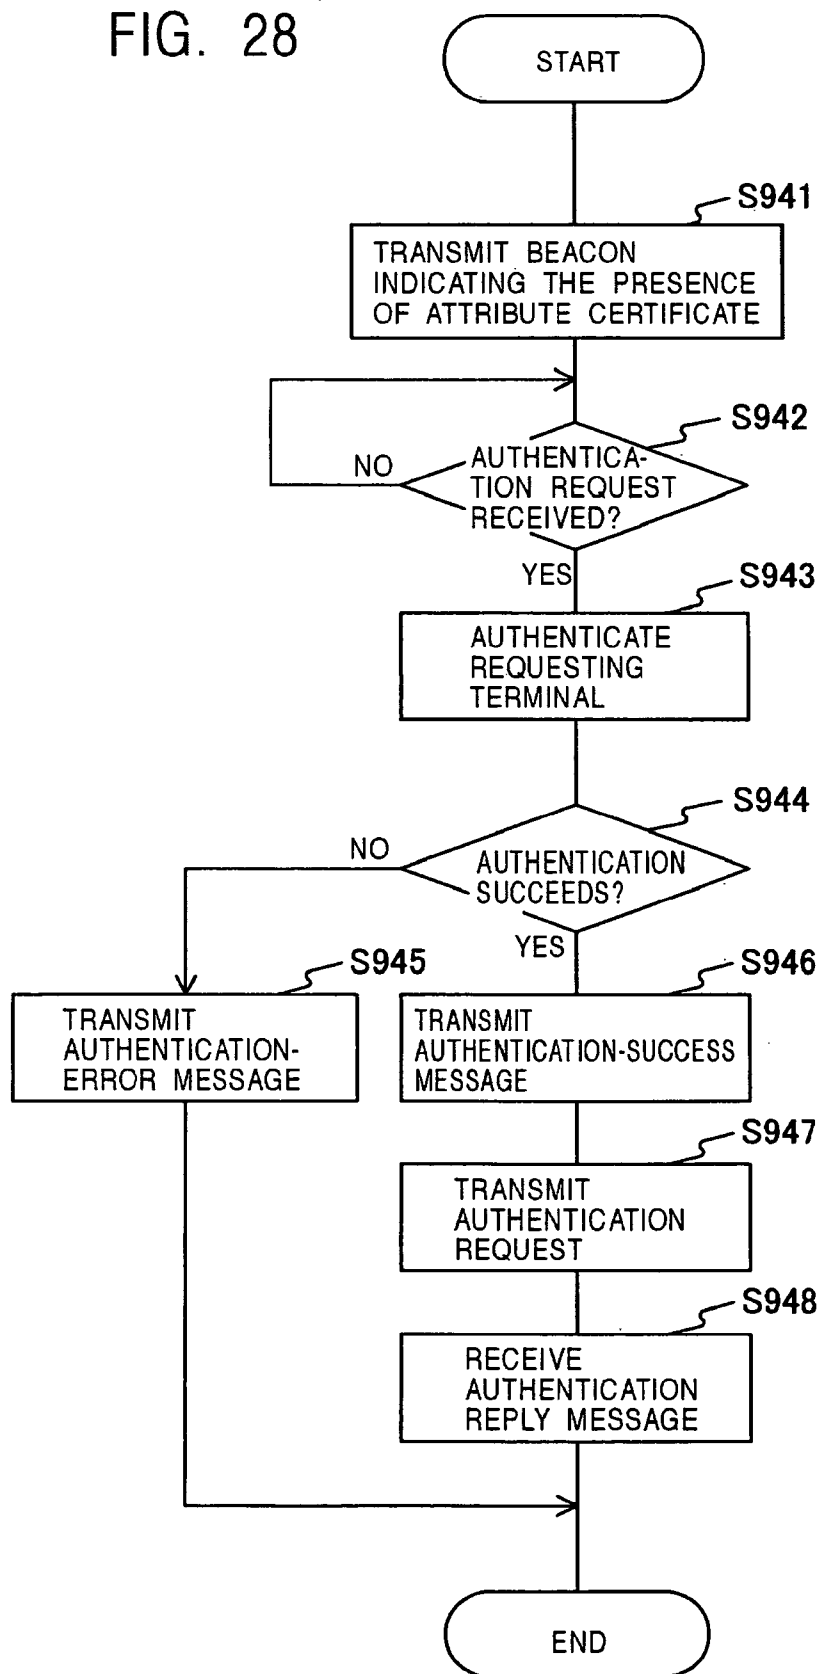 FIG. 28
START
S941
TRANSMIT BEACON
INDICATING THE PRESENCE
OF ATTRIBUTE CERTIFICATE
S942
AUTHENTICA-
TION REQUEST
RECEIVED?
NO
YES
S943
AUTHENTICATE
REQUESTING
TERMINAL
S944
AUTHENTICATION
SUCCEEDS?
NO
YES
S945
TRANSMIT
AUTHENTICATION-
ERROR MESSAGE
S946
TRANSMIT
AUTHENTICATION-SUCCESS
MESSAGE
S947
TRANSMIT
AUTHENTICATION
REQUEST
S948
RECEIVE
AUTHENTICATION
REPLY MESSAGE
END